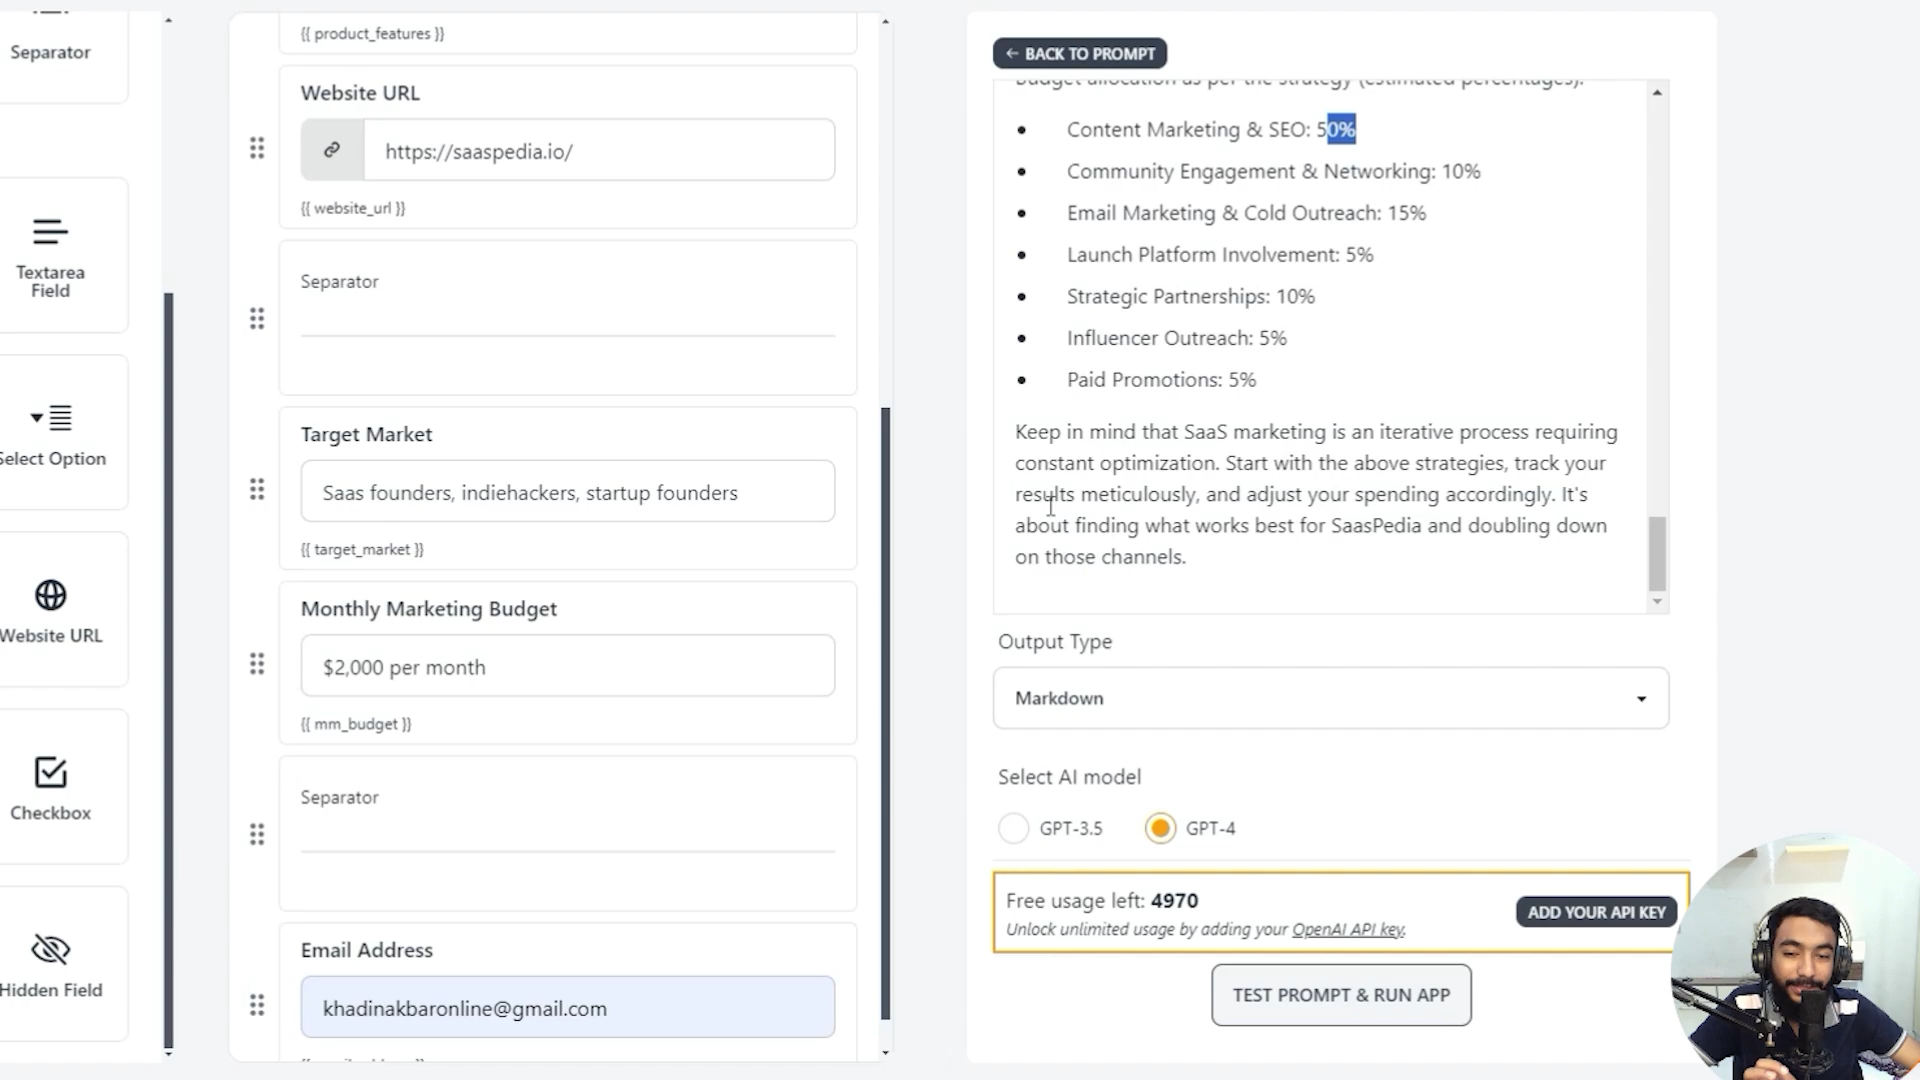 Separator
Textarea
Field
Select Option
Website URL
Checkbox
Hidden Field
{{ product_features }}
Website URL
https://saaspedia.io/
{{ website_url }}
Separator
Target Market
Saas founders, indiehackers, startup founders
{{ target_market }}
Monthly Marketing Budget
$2,000 per month
{{ mm_budget }}
Separator
Email Address
khadinakbaronline@gmail.com
← BACK TO PROMPT
Budget allocation as per the strategy (estimated percentages):
• Content Marketing & SEO: 50%
• Community Engagement & Networking: 10%
• Email Marketing & Cold Outreach: 15%
• Launch Platform Involvement: 5%
• Strategic Partnerships: 10%
• Influencer Outreach: 5%
• Paid Promotions: 5%
Keep in mind that SaaS marketing is an iterative process requiring
constant optimization. Start with the above strategies, track your
results meticulously, and adjust your spending accordingly. It's
about finding what works best for SaasPedia and doubling down
on those channels.
Output Type
Markdown
Select AI model
GPT-3.5
GPT-4
Free usage left: 4970
Unlock unlimited usage by adding your OpenAI API key.
ADD YOUR API KEY
TEST PROMPT & RUN APP